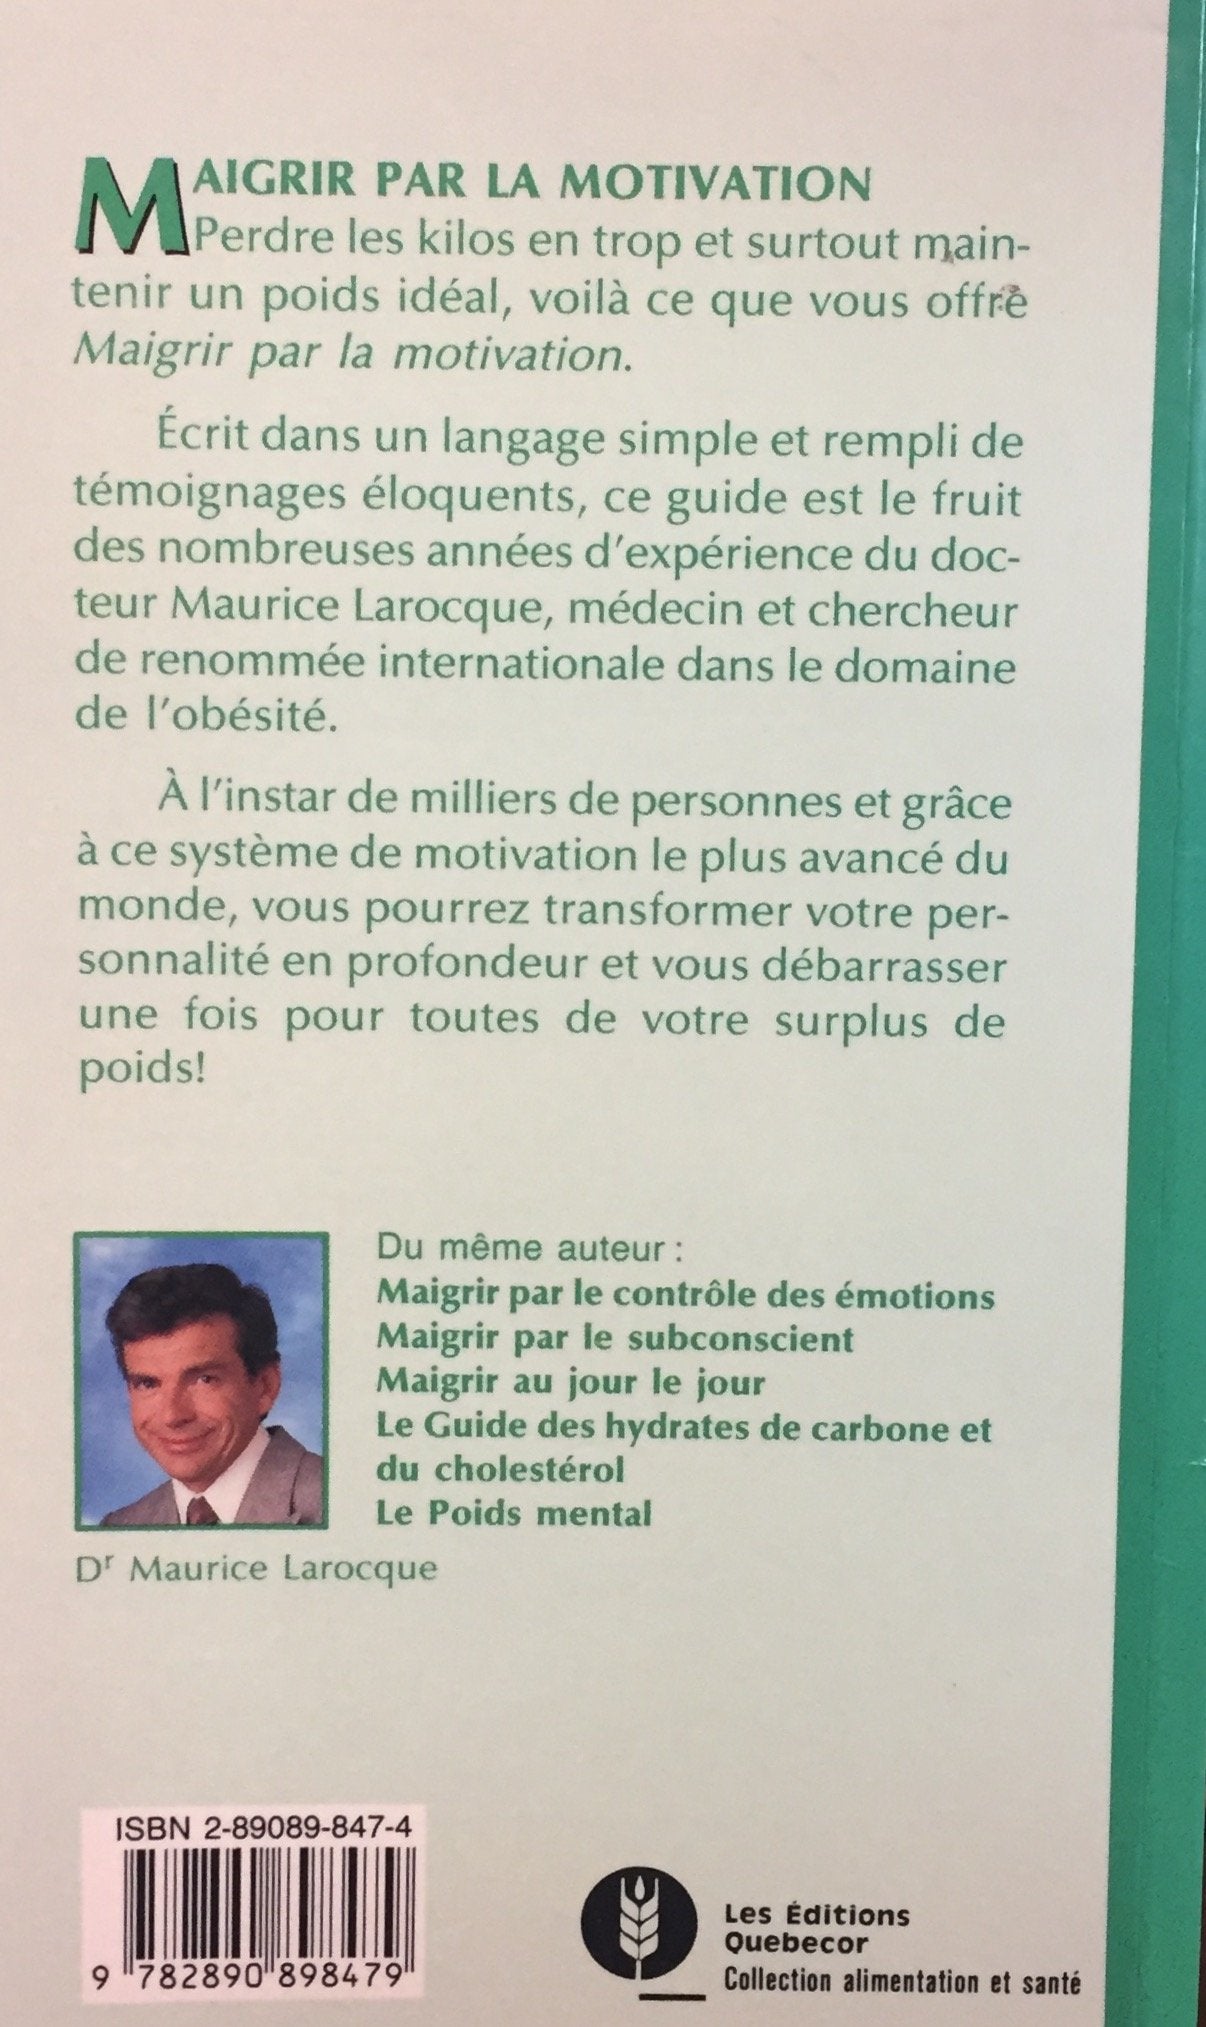 MAIGRIR PAR LA MOTIVATION
Perdre les kilos en trop et surtout main-
tenir un poids idéal, voilà ce que vous offre
Maigrir par la motivation.
Écrit dans un langage simple et rempli de
témoignages éloquents, ce guide est le fruit
des nombreuses années d'expérience du doc-
teur Maurice Larocque, médecin et chercheur
de renommée internationale dans le domaine
de l'obésité.
À l'instar de milliers de personnes et grâce
à ce système de motivation le plus avancé du
monde, vous pourrez transformer votre per-
sonnalité en profondeur et vous débarrasser
une fois pour toutes de votre surplus de
poids!
Du même auteur :
Maigrir par le contrôle des émotions
Maigrir par le subconscient
Maigrir au jour le jour
Le Guide des hydrates de carbone et
du cholestérol
Le Poids mental
Dr Maurice Larocque
ISBN 2-89089-847-4
9 782890 898479
Les Éditions
Quebecor
Collection alimentation et santé